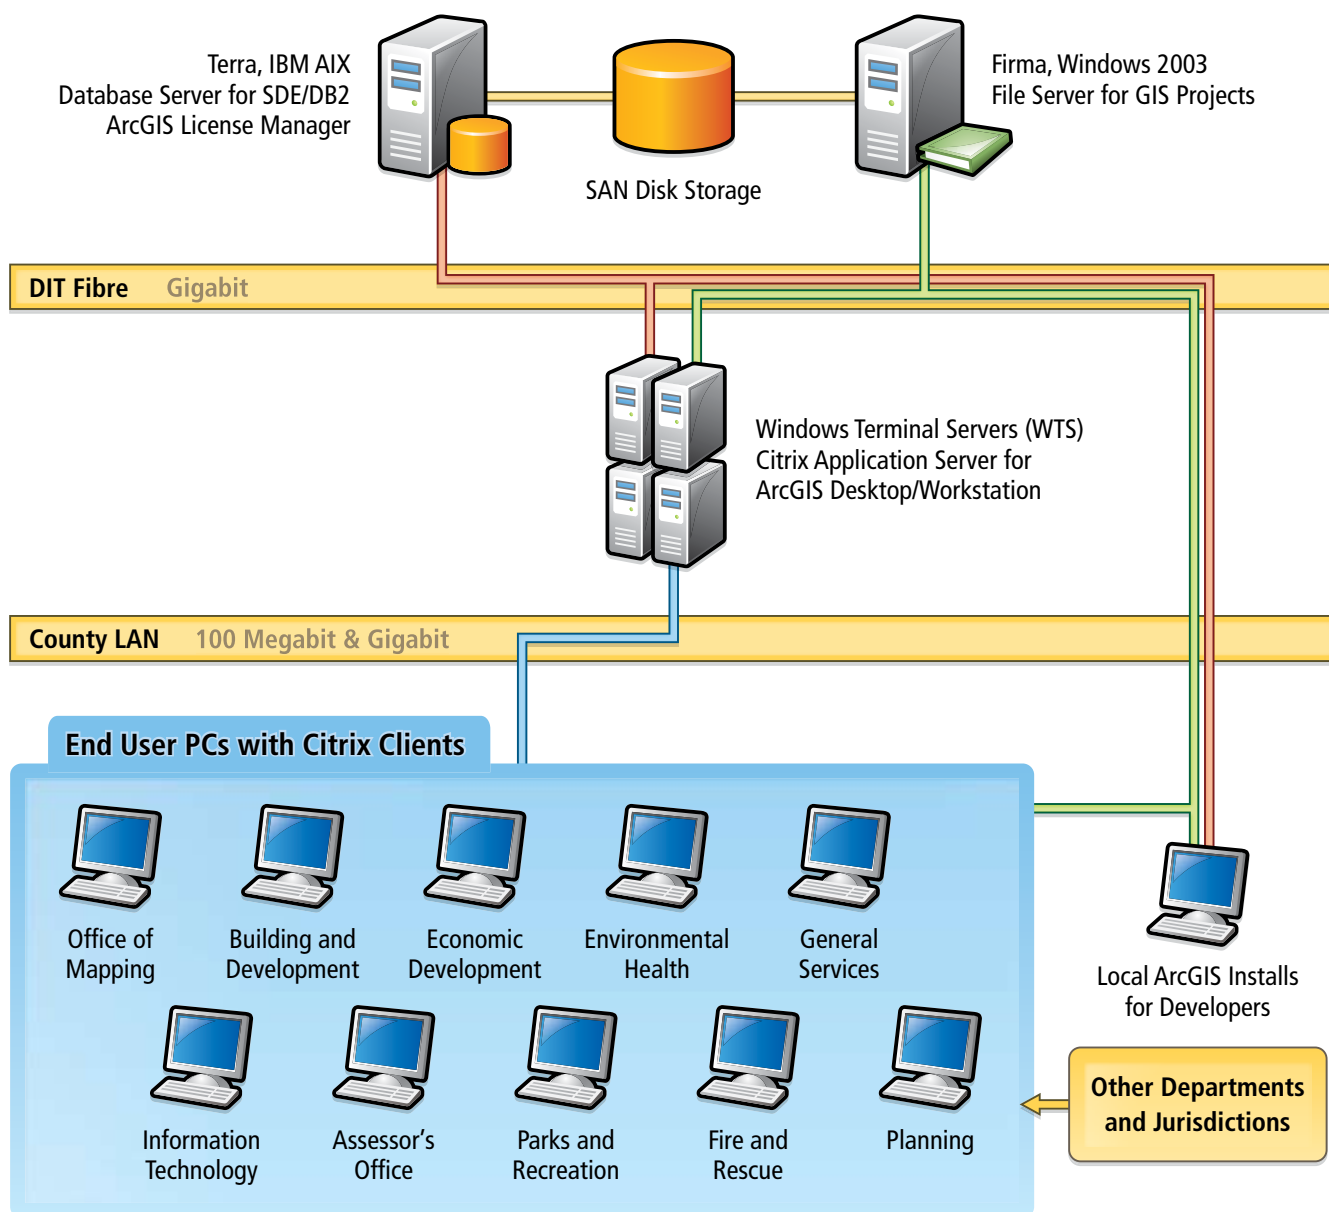 Terra, IBM AIX
Database Server for SDE/DB2
ArcGIS License Manager
SAN Disk Storage
Firma, Windows 2003
File Server for GIS Projects
DIT Fibre Gigabit
Windows Terminal Servers (WTS)
Citrix Application Server for
ArcGIS Desktop/Workstation
County LAN 100 Megabit & Gigabit
End User PCs with Citrix Clients
Office of
Mapping
Building and
Development
Economic
Development
Environmental
Health
General
Services
Local ArcGIS Installs
for Developers
Information
Technology
Assessor's
Office
Parks and
Recreation
Fire and
Rescue
Planning
Other Departments
and Jurisdictions